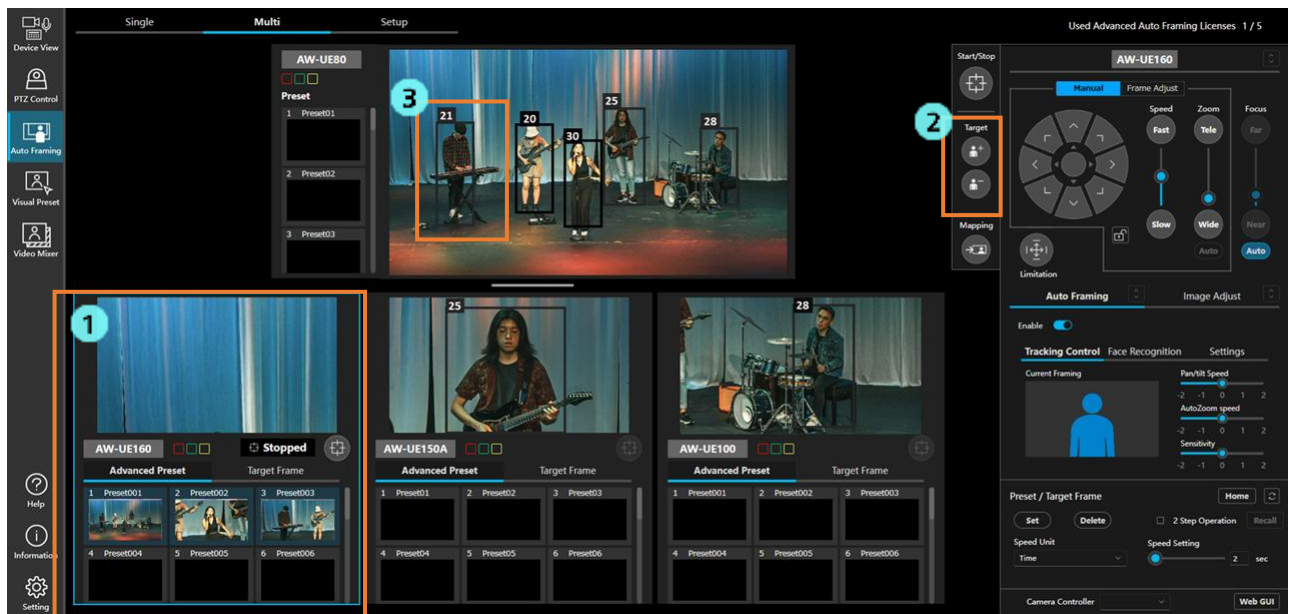 Single
Multi
Setup
Used Advanced Auto Framing Licenses 1 / 5
Device View
PTZ Control
Auto Framing
Visual Preset
Video Mixer
Help
Information
Setting
AW-UE80
Preset
1 Preset01
2 Preset02
3 Preset03
3
21
20
30
25
28
Start/Stop
2
Target
Mapping
1
AW-UE160
Stopped
Advanced Preset
Target Frame
1 Preset001
2 Preset002
3 Preset003
4 Preset004
5 Preset005
6 Preset006
25
AW-UE150A
Advanced Preset
Target Frame
1 Preset01
2 Preset02
3 Preset03
4 Preset04
5 Preset05
6 Preset06
28
AW-UE100
Advanced Preset
Target Frame
1 Preset001
2 Preset002
3 Preset003
4 Preset004
5 Preset005
6 Preset006
AW-UE160
Manual
Frame Adjust
Speed
Zoom
Focus
Fast
Tele
Far
Slow
Wide
Near
Auto
Auto
Limitation
Auto Framing
Image Adjust
Enable
Tracking Control
Face Recognition
Settings
Current Framing
Pan/tilt Speed
-2 -1 0 1 2
AutoZoom speed
-2 -1 0 1 2
Sensitivity
-2 -1 0 1 2
Preset / Target Frame
Home
Set
Delete
2 Step Operation
Recall
Speed Unit
Speed Setting
Time
2 sec
Camera Controller
Web GUI